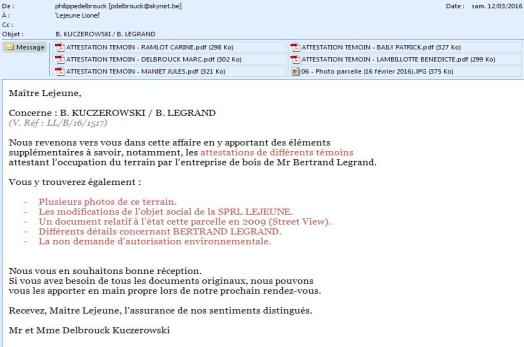 De : philippedelbrouck [pdelbrouck@skynet.be] Date : sam. 12/03/2016
À : 'Lejeune Lionel'
Cc :
Objet : B. KUCZEROWSKI / B. LEGRAND
Message ATTESTATION TEMOIN - RAMLOT CARINE.pdf (298 Ko) ATTESTATION TEMOIN - BAILY PATRICK.pdf (327 Ko)
ATTESTATION TEMOIN - DELBROUCK MARC.pdf (302 Ko) ATTESTATION TEMOIN - LAMBILLOTTE BENEDICTE.pdf (299 Ko)
ATTESTATION TEMOIN - MANIET JULES.pdf (321 Ko) 06 - Photo parcelle (16 février 2016).JPG (375 Ko)
Maître Lejeune,
Concerne : B. KUCZEROWSKI / B. LEGRAND
(V. Réf : LL/B/16/1517)
Nous revenons vers vous dans cette affaire en y apportant des éléments
supplémentaires à savoir, notamment, les attestations de différents témoins
attestant l'occupation du terrain par l'entreprise de bois de Mr Bertrand Legrand.
Vous y trouverez également :
- Plusieurs photos de ce terrain.
- Les modifications de l'objet social de la SPRL LEJEUNE.
- Un document relatif à l'état cette parcelle en 2009 (Street View).
- Différents détails concernant BERTRAND LEGRAND.
- La non demande d'autorisation environnementale.
Nous vous en souhaitons bonne réception.
Si vous avez besoin de tous les documents originaux, nous pouvons
vous les apporter en main propre lors de notre prochain rendez-vous.
Recevez, Maître Lejeune, l'assurance de nos sentiments distingués.
Mr et Mme Delbrouck Kuczerowski